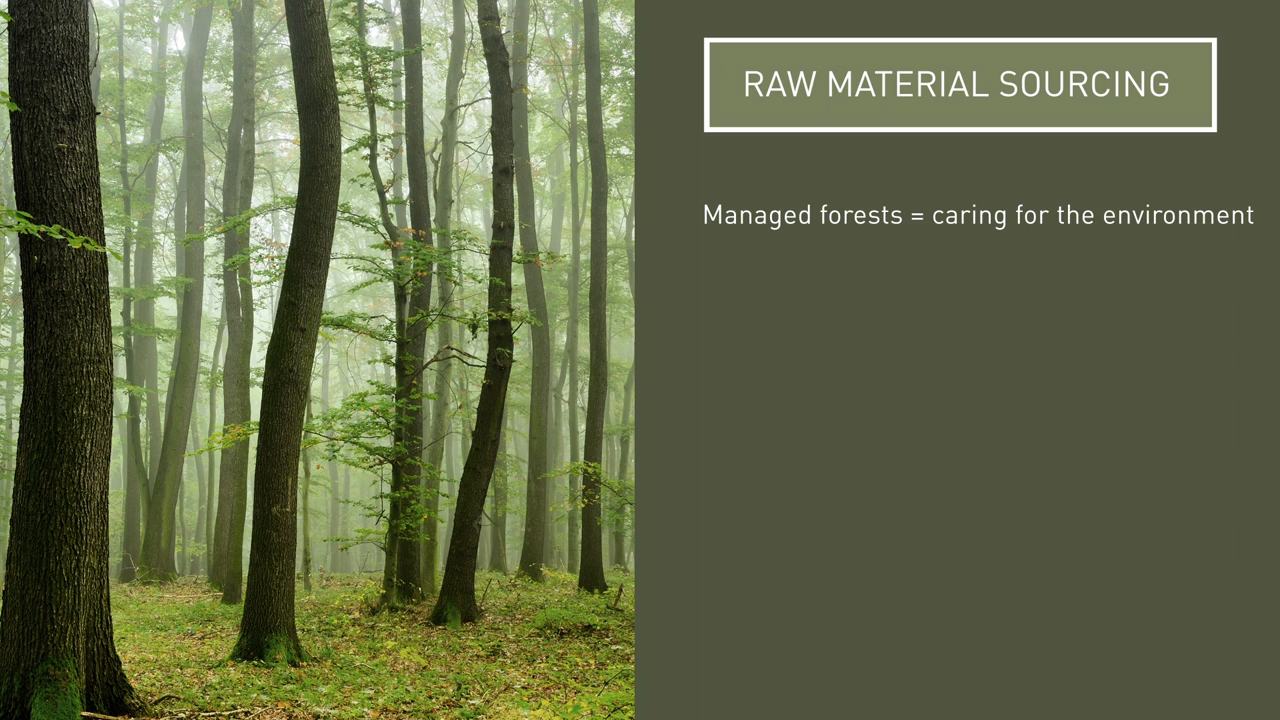 RAW MATERIAL SOURCING
Managed forests = caring for the environment